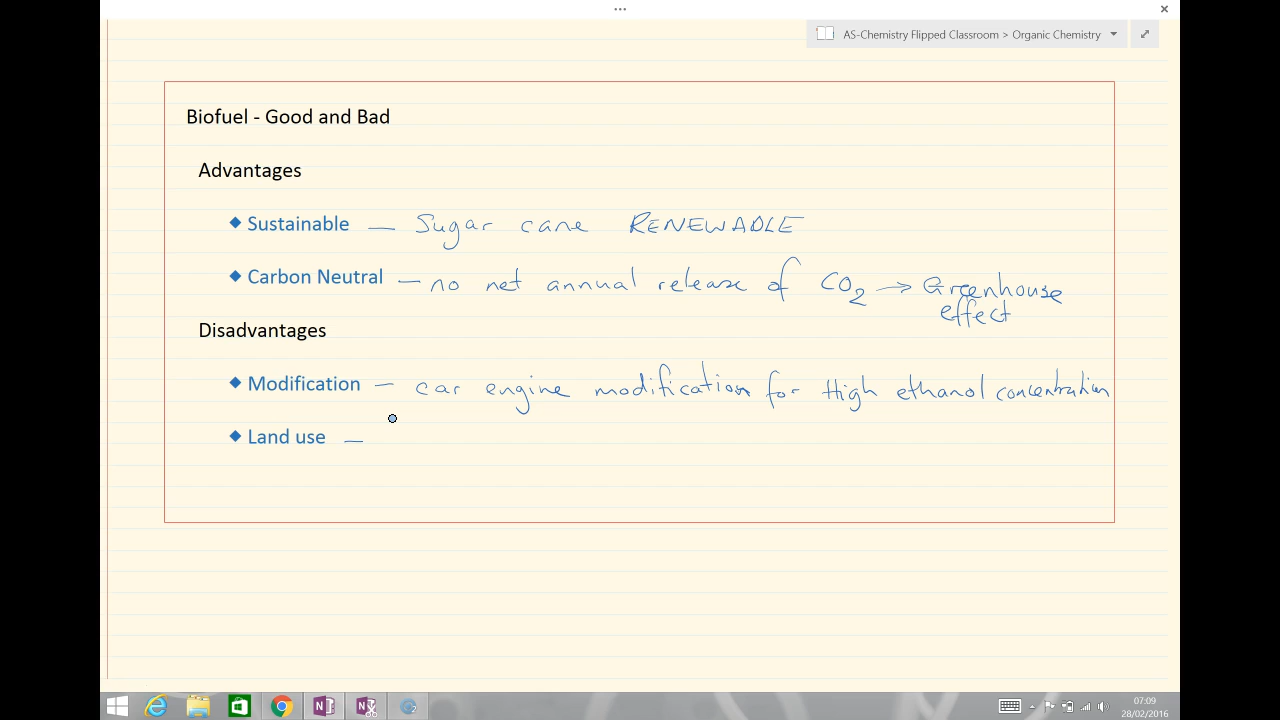 AS-Chemistry Flipped Classroom > Organic Chemistry
Biofuel - Good and Bad
Advantages
Sustainable — Sugar cane RENEWABLE
Carbon Neutral — no net annual release of CO2 → Greenhouse
effect
Disadvantages
Modification — car engine modification for High ethanol concentration
Land use —
07:09
28/02/2016